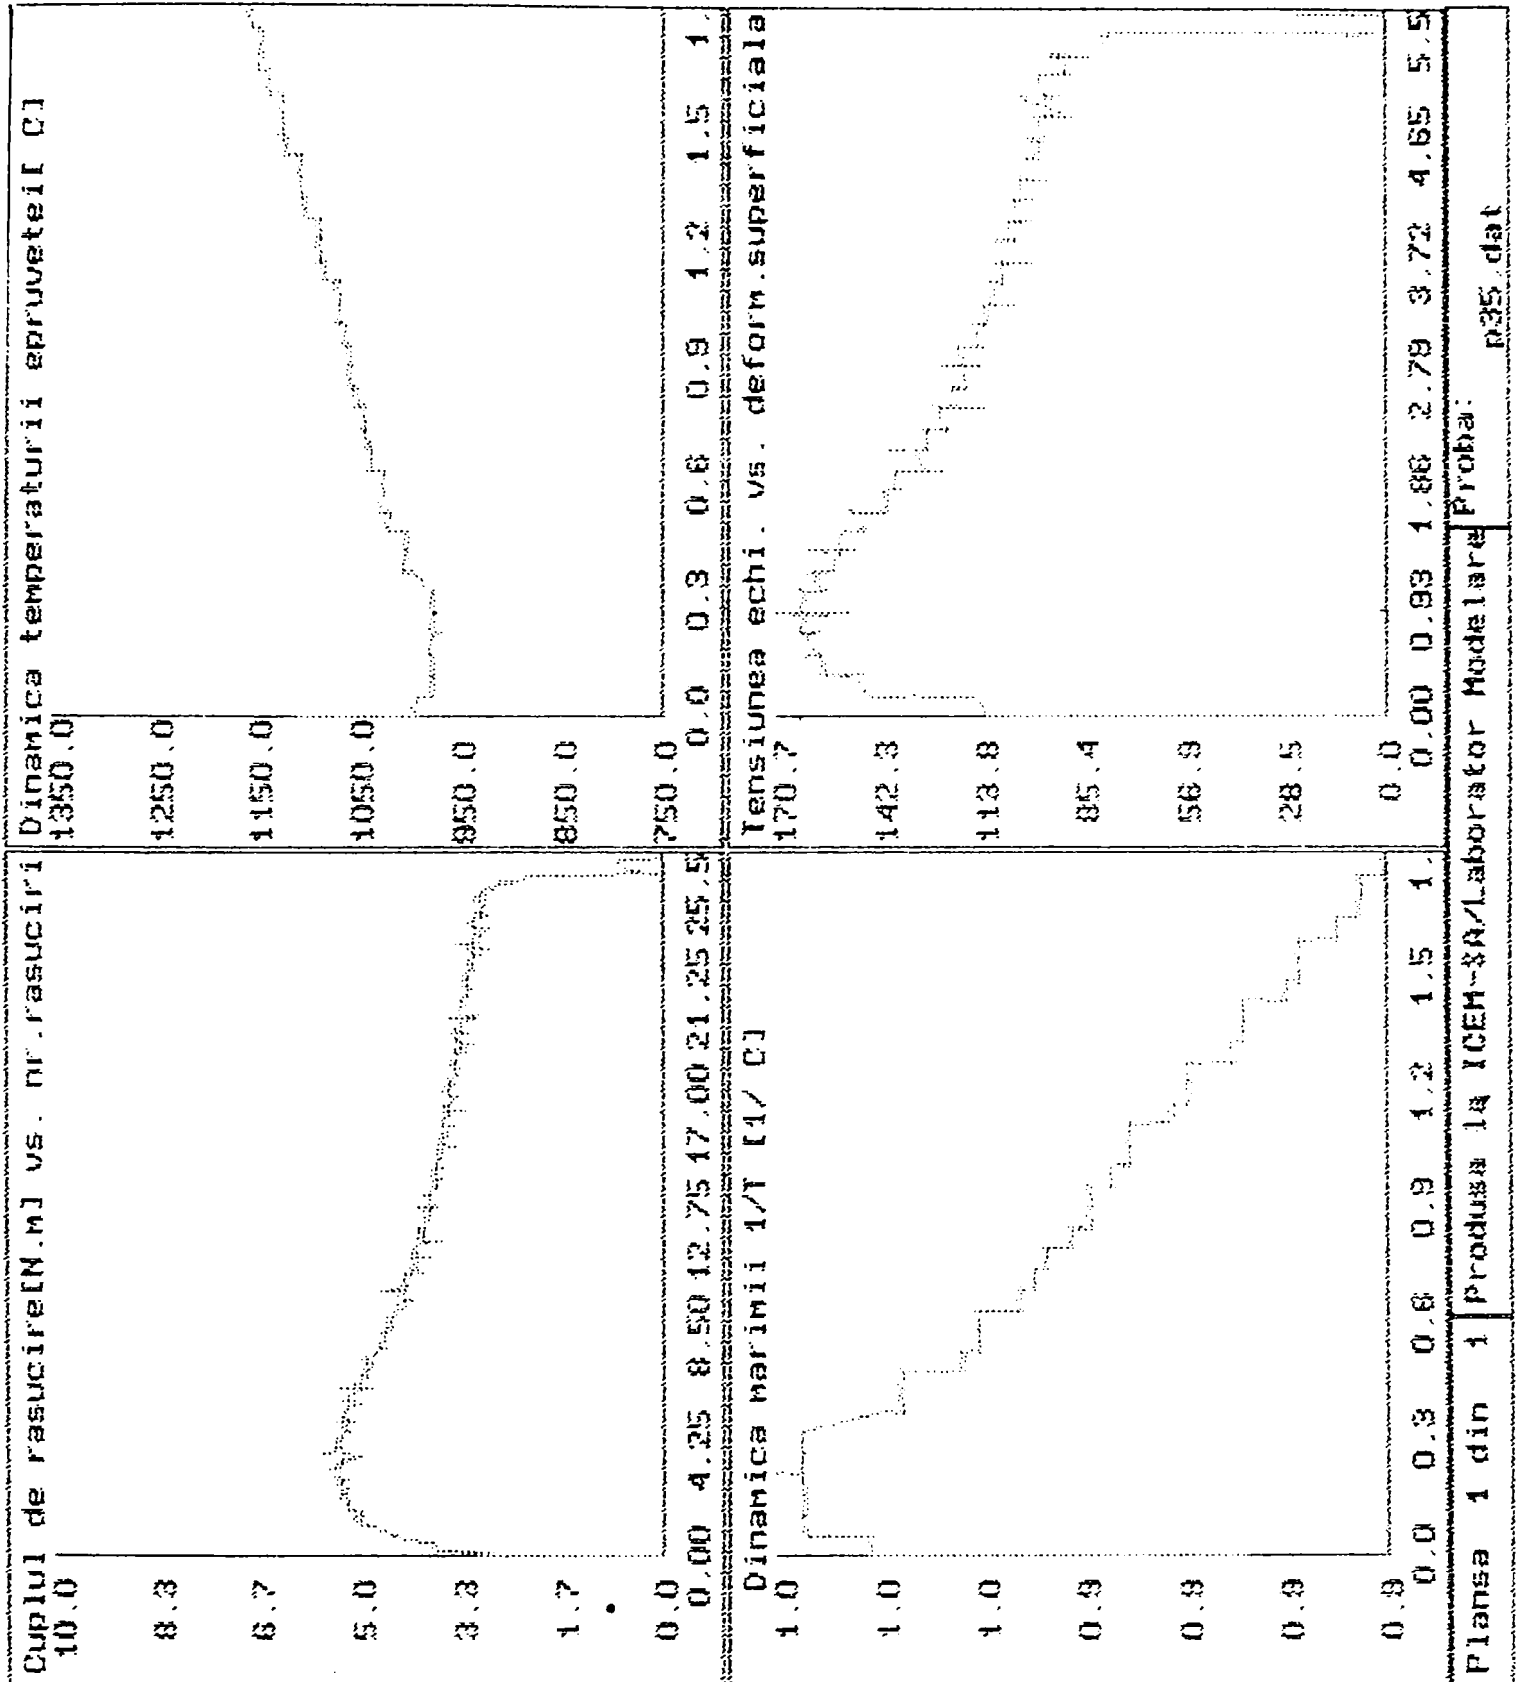 Cuplul de rasucire[N.m] vs. nr.rasuciri
10.0
8.3
6.7
5.0
3.3
1.7
0.0
0.00 4.25 8.50 12.75 17.00 21.25 25.5
Dinamica temperaturii epruvetei[ C]
1350.0
1250.0
1150.0
1050.0
950.0
850.0
750.0
0.0 0.3 0.6 0.9 1.2 1.5 1.
Dinamica marimii 1/T [1/ C]
1.0
1.0
1.0
0.9
0.9
0.9
0.9
0.0 0.3 0.6 0.9 1.2 1.5 1.
Tensiunea echi. vs. deform.superficiala
170.7
142.3
113.8
85.4
56.9
28.5
0.0
0.00 0.93 1.86 2.79 3.72 4.65 5.5
Plansa 1 din 1 Produsa la ICEM-SA/Laborator Modelare Proba:
p35.dat